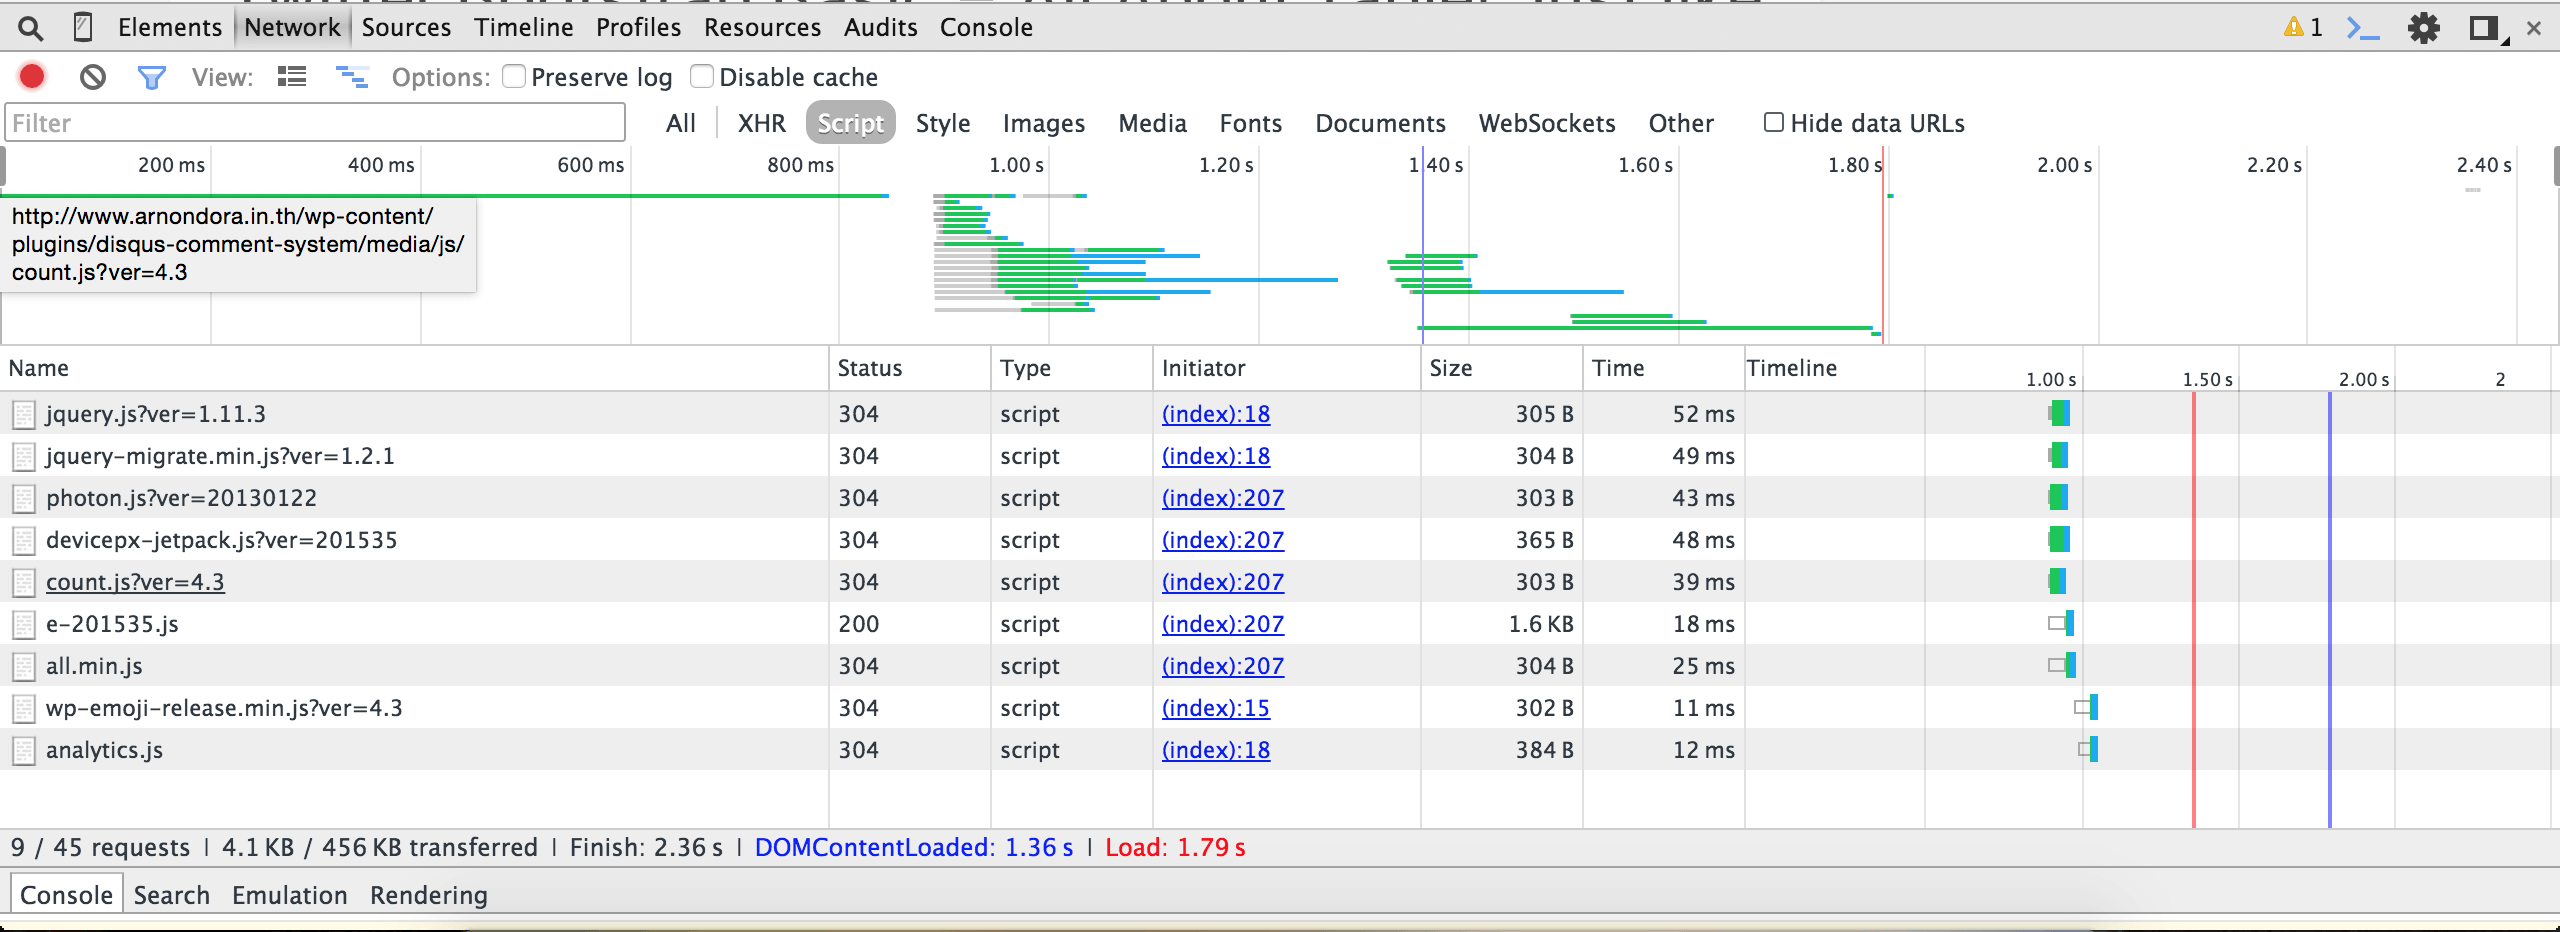 Elements Network Sources Timeline Profiles Resources Audits Console 1
View: Options: Preserve log Disable cache
Filter All XHR Script Style Images Media Fonts Documents WebSockets Other Hide data URLs
200 ms 400 ms 600 ms 800 ms 1.00 s 1.20 s 1.40 s 1.60 s 1.80 s 2.00 s 2.20 s 2.40 s
http://www.arnondora.in.th/wp-content/
plugins/disqus-comment-system/media/js/
count.js?ver=4.3
Name Status Type Initiator Size Time Timeline 1.00 s 1.50 s 2.00 s 2
jquery.js?ver=1.11.3 304 script (index):18 305 B 52 ms
jquery-migrate.min.js?ver=1.2.1 304 script (index):18 304 B 49 ms
photon.js?ver=20130122 304 script (index):207 303 B 43 ms
devicepx-jetpack.js?ver=201535 304 script (index):207 365 B 48 ms
count.js?ver=4.3 304 script (index):207 303 B 39 ms
e-201535.js 200 script (index):207 1.6 KB 18 ms
all.min.js 304 script (index):207 304 B 25 ms
wp-emoji-release.min.js?ver=4.3 304 script (index):15 302 B 11 ms
analytics.js 304 script (index):18 384 B 12 ms
9 / 45 requests | 4.1 KB / 456 KB transferred | Finish: 2.36 s | DOMContentLoaded: 1.36 s | Load: 1.79 s
Console Search Emulation Rendering